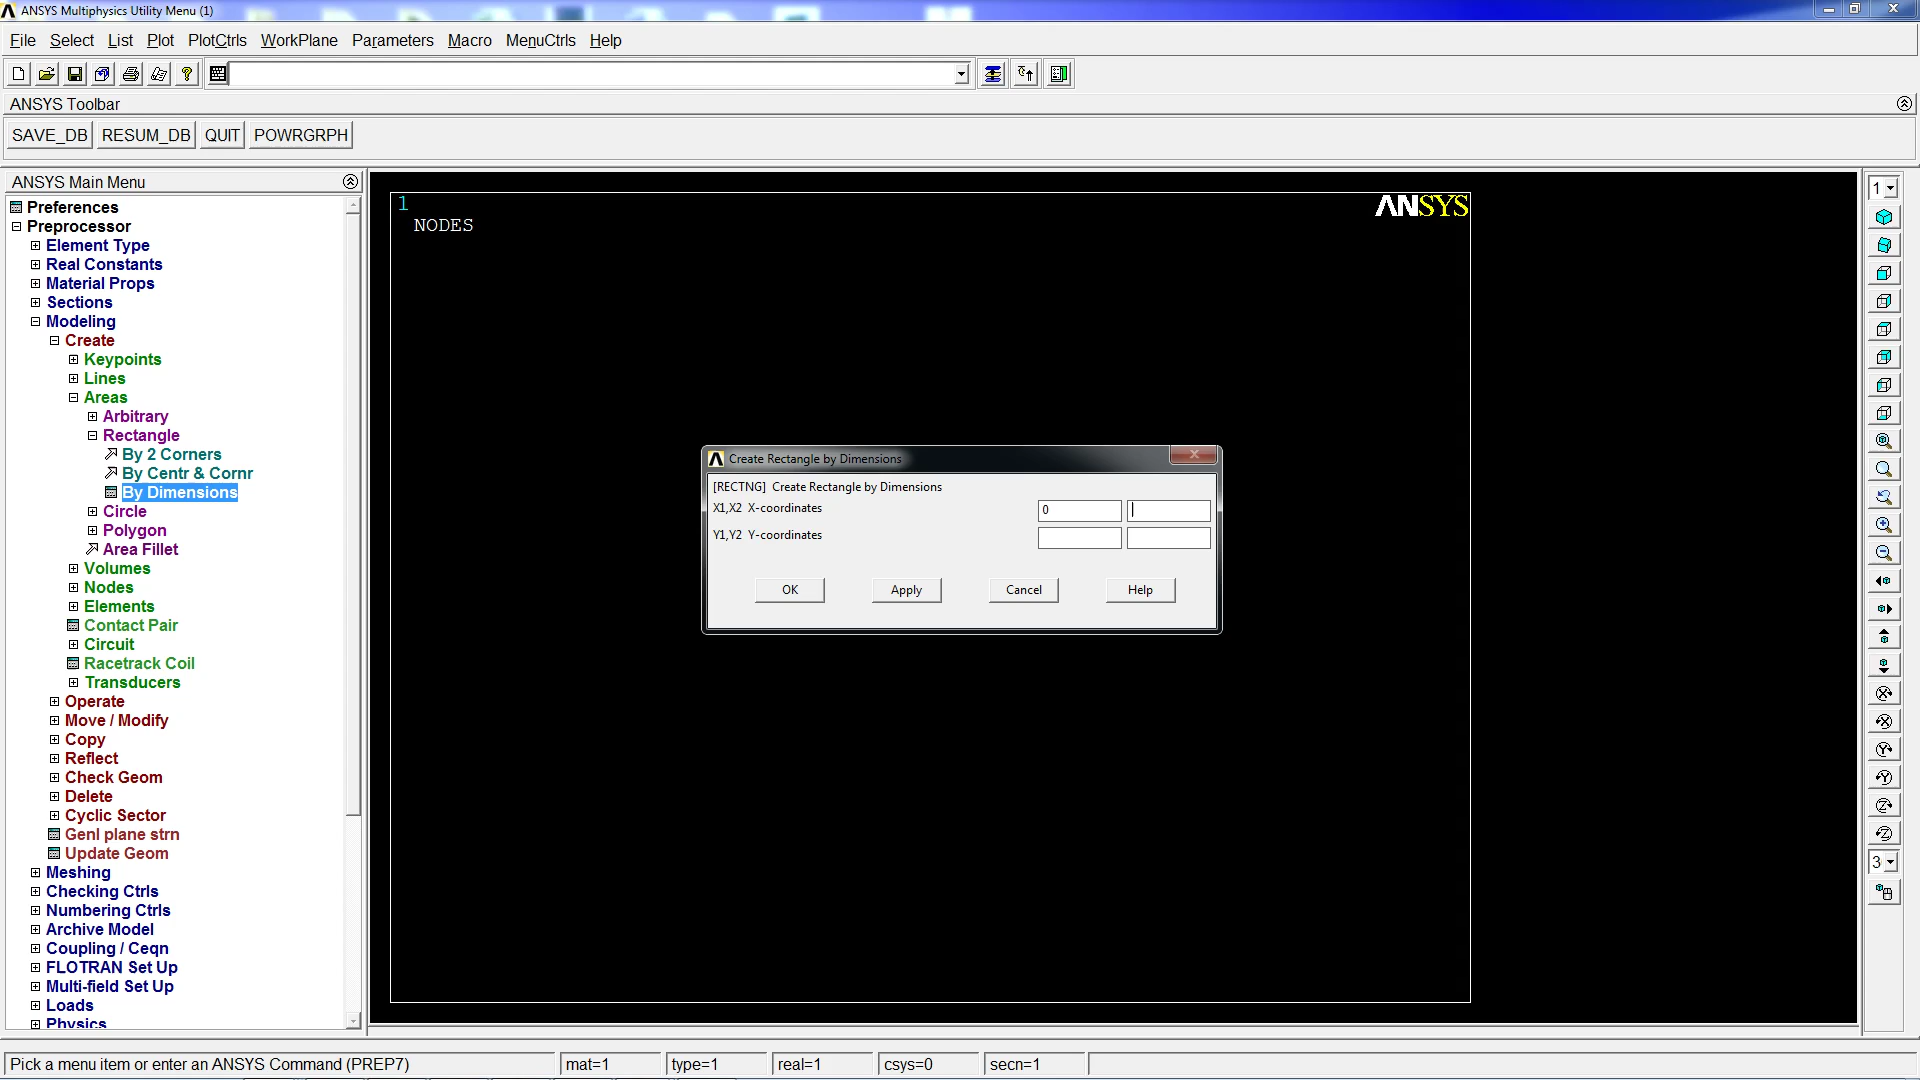 ANSYS Multiphysics Utility Menu (1)
File Select List Plot PlotCtrls WorkPlane Parameters Macro MenuCtrls Help
ANSYS Toolbar
SAVE_DB RESUM_DB QUIT POWRGRPH
ANSYS Main Menu
Preferences
Preprocessor
Element Type
Real Constants
Material Props
Sections
Modeling
Create
Keypoints
Lines
Areas
Arbitrary
Rectangle
By 2 Corners
By Centr & Cornr
By Dimensions
Circle
Polygon
Area Fillet
Volumes
Nodes
Elements
Contact Pair
Circuit
Racetrack Coil
Transducers
Operate
Move / Modify
Copy
Reflect
Check Geom
Delete
Cyclic Sector
Genl plane strn
Update Geom
Meshing
Checking Ctrls
Numbering Ctrls
Archive Model
Coupling / Ceqn
FLOTRAN Set Up
Multi-field Set Up
Loads
Physics
1
NODES
ANSYS
Create Rectangle by Dimensions
[RECTNG] Create Rectangle by Dimensions
X1,X2 X-coordinates 0
Y1,Y2 Y-coordinates
OK Apply Cancel Help
1
3
Pick a menu item or enter an ANSYS Command (PREP7) mat=1 type=1 real=1 csys=0 secn=1